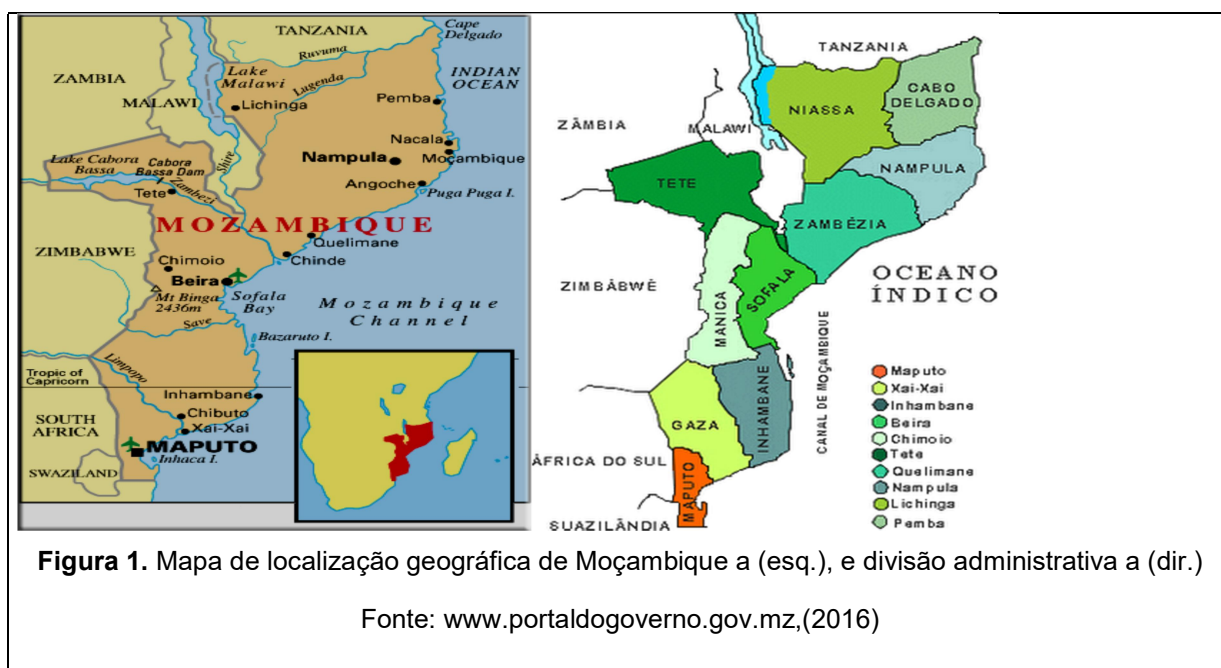 TANZANIA
Cape
Delgado
Ruvuma
ZAMBIA
Lake
Malawi
Lugenda
INDIAN
OCEAN
MALAWI
Lichinga
Pemba
Nacala
Nampula
Moçambique
Lake Cabora
Bassa
Cabora
Bassa Dam
Shire
Zambezi
Tete
Angoche
Puga Puga I.
MOZAMBIQUE
Quelimane
ZIMBABWE
Chimoio
Chinde
Beira
Mt Binga
2436m
Sofala
Bay
Mozambique
Channel
Save
Bazaruto I.
Limpopo
Tropic of
Capricorn
Inhambane
SOUTH
AFRICA
Chibuto
Xai-Xai
MAPUTO
Inhaca I.
SWAZILAND
TANZANIA
CABO
DELGADO
NIASSA
ZÂMBIA
MALAWI
NAMPULA
TETE
ZAMBÉZIA
OCEANO
ÍNDICO
ZIMBÁBWÈ
MANICA
SOFALA
CANAL DE MOÇAMBIQUE
INHAMBANE
GAZA
ÁFRICA DO SUL
MAPUTO
SUAZILÂNDIA
Maputo
Xai-Xai
Inhambane
Beira
Chimoio
Tete
Quelimane
Nampula
Lichinga
Pemba
Figura 1. Mapa de localização geográfica de Moçambique a (esq.), e divisão administrativa a (dir.)
Fonte: www.portaldogoverno.gov.mz,(2016)